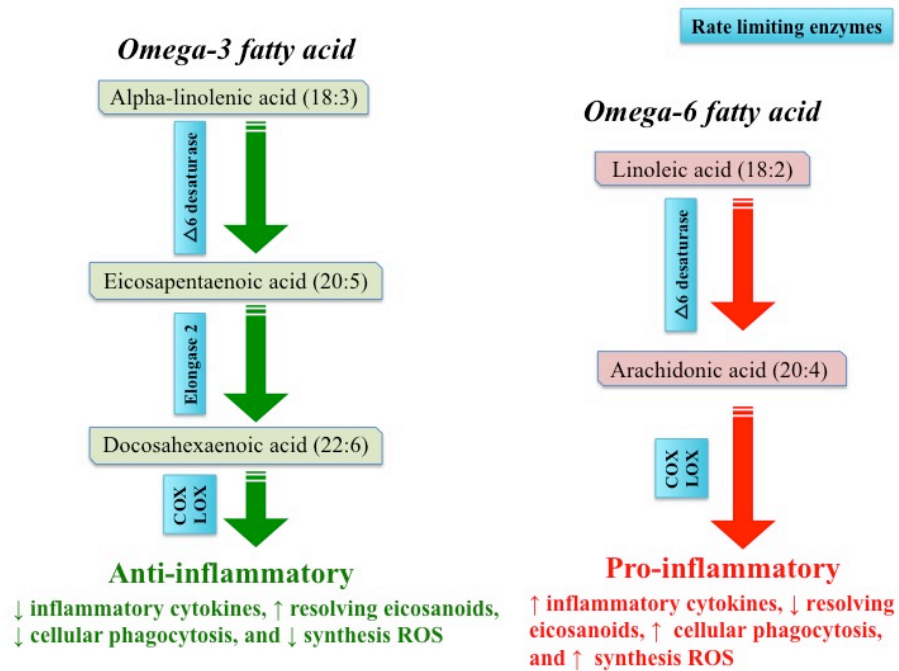 Rate limiting enzymes
Omega-3 fatty acid
Alpha-linolenic acid (18:3)
△6 desaturase
Eicosapentaenoic acid (20:5)
Elongase 2
Docosahexaenoic acid (22:6)
COX
LOX
Anti-inflammatory
↓ inflammatory cytokines, ↑ resolving eicosanoids,
↓ cellular phagocytosis, and ↓ synthesis ROS
Omega-6 fatty acid
Linoleic acid (18:2)
△6 desaturase
Arachidonic acid (20:4)
COX
LOX
Pro-inflammatory
↑ inflammatory cytokines, ↓ resolving
eicosanoids, ↑ cellular phagocytosis,
and ↑ synthesis ROS